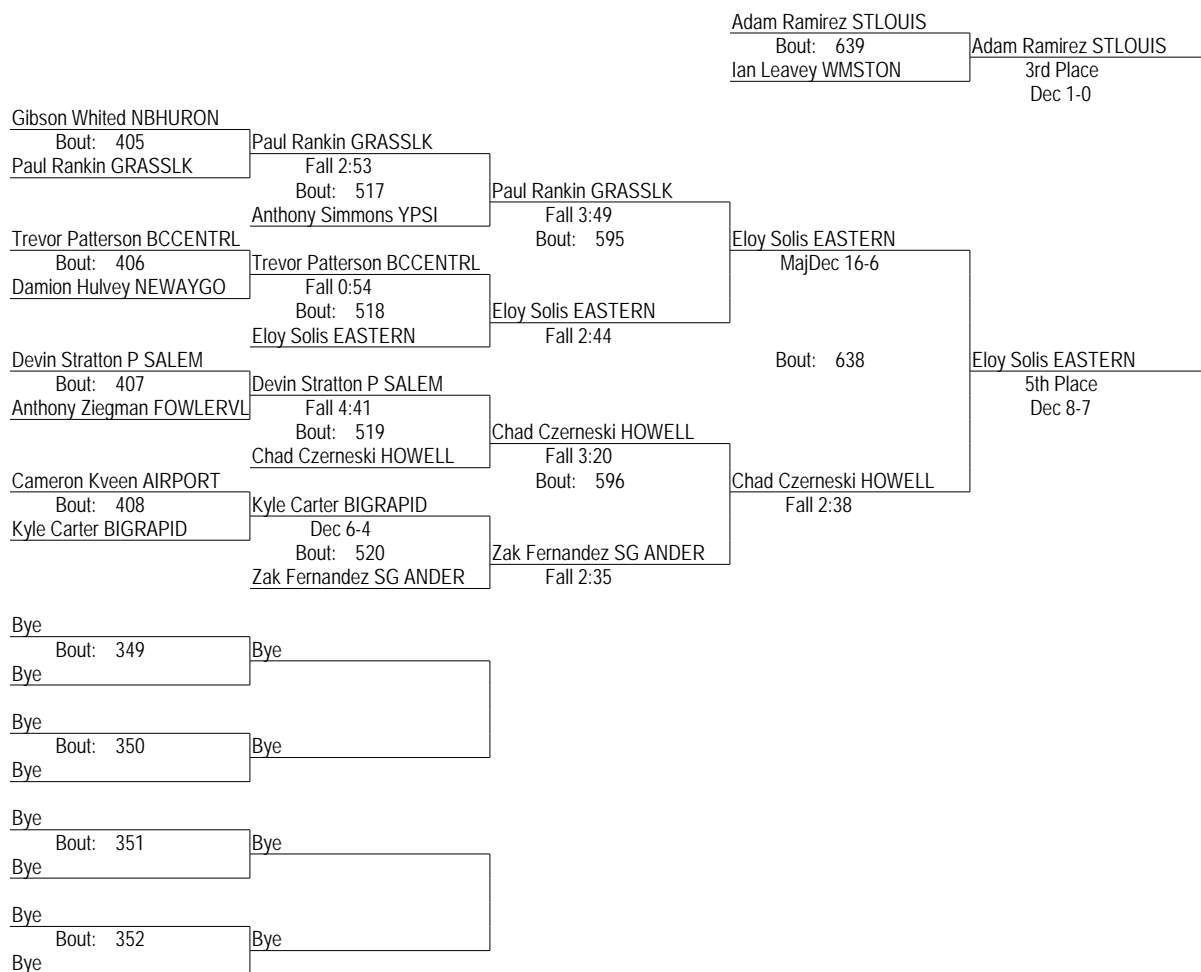 Adam Ramirez STLOUIS
Bout: 639
Ian Leavey WMSTON
Adam Ramirez STLOUIS
3rd Place
Dec 1-0
Gibson Whited NBHURON
Bout: 405
Paul Rankin GRASSLK
Trevor Patterson BCCENTRL
Bout: 406
Damion Hulvey NEWAYGO
Devin Stratton P SALEM
Bout: 407
Anthony Ziegman FOWLERVL
Cameron Kveen AIRPORT
Bout: 408
Kyle Carter BIGRAPID
Paul Rankin GRASSLK
Fall 2:53
Bout: 517
Anthony Simmons YPSI
Trevor Patterson BCCENTRL
Fall 0:54
Bout: 518
Eloy Solis EASTERN
Devin Stratton P SALEM
Fall 4:41
Bout: 519
Chad Czerneski HOWELL
Kyle Carter BIGRAPID
Dec 6-4
Bout: 520
Zak Fernandez SG ANDER
Paul Rankin GRASSLK
Fall 3:49
Bout: 595
Eloy Solis EASTERN
Fall 2:44
Chad Czerneski HOWELL
Fall 3:20
Bout: 596
Zak Fernandez SG ANDER
Fall 2:35
Eloy Solis EASTERN
MajDec 16-6
Bout: 638
Chad Czerneski HOWELL
Fall 2:38
Eloy Solis EASTERN
5th Place
Dec 8-7
Bye
Bout: 349
Bye
Bye
Bye
Bout: 350
Bye
Bye
Bye
Bout: 351
Bye
Bye
Bye
Bout: 352
Bye
Bye